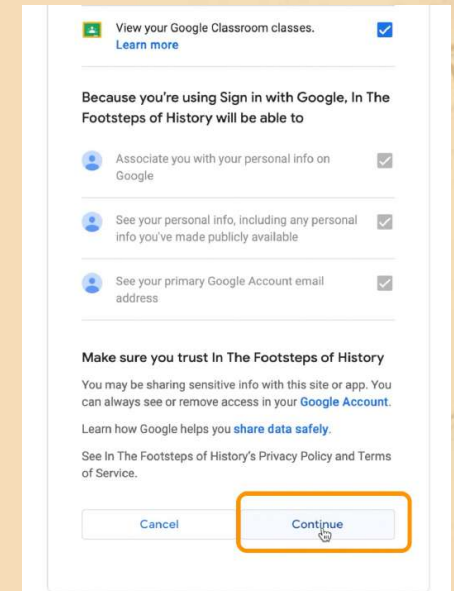 View your Google Classroom classes.
Learn more
Because you're using Sign in with Google, In The
Footsteps of History will be able to
Associate you with your personal info on
Google
See your personal info, including any personal
info you've made publicly available
See your primary Google Account email
address
Make sure you trust In The Footsteps of History
You may be sharing sensitive info with this site or app. You
can always see or remove access in your Google Account.
Learn how Google helps you share data safely.
See In The Footsteps of History's Privacy Policy and Terms
of Service.
Cancel Continue